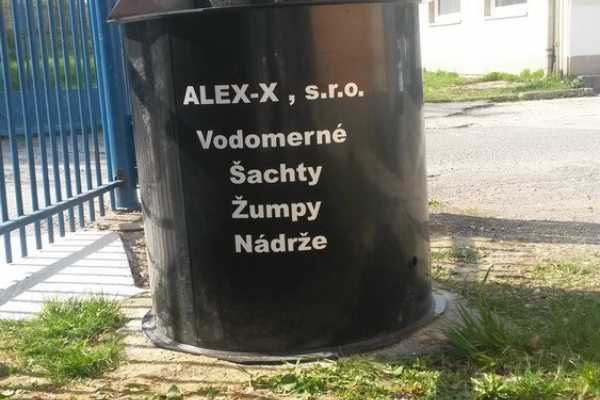 ALEX-X , s.r.o.
Vodomerné
Šachty
Žumpy
Nádrže